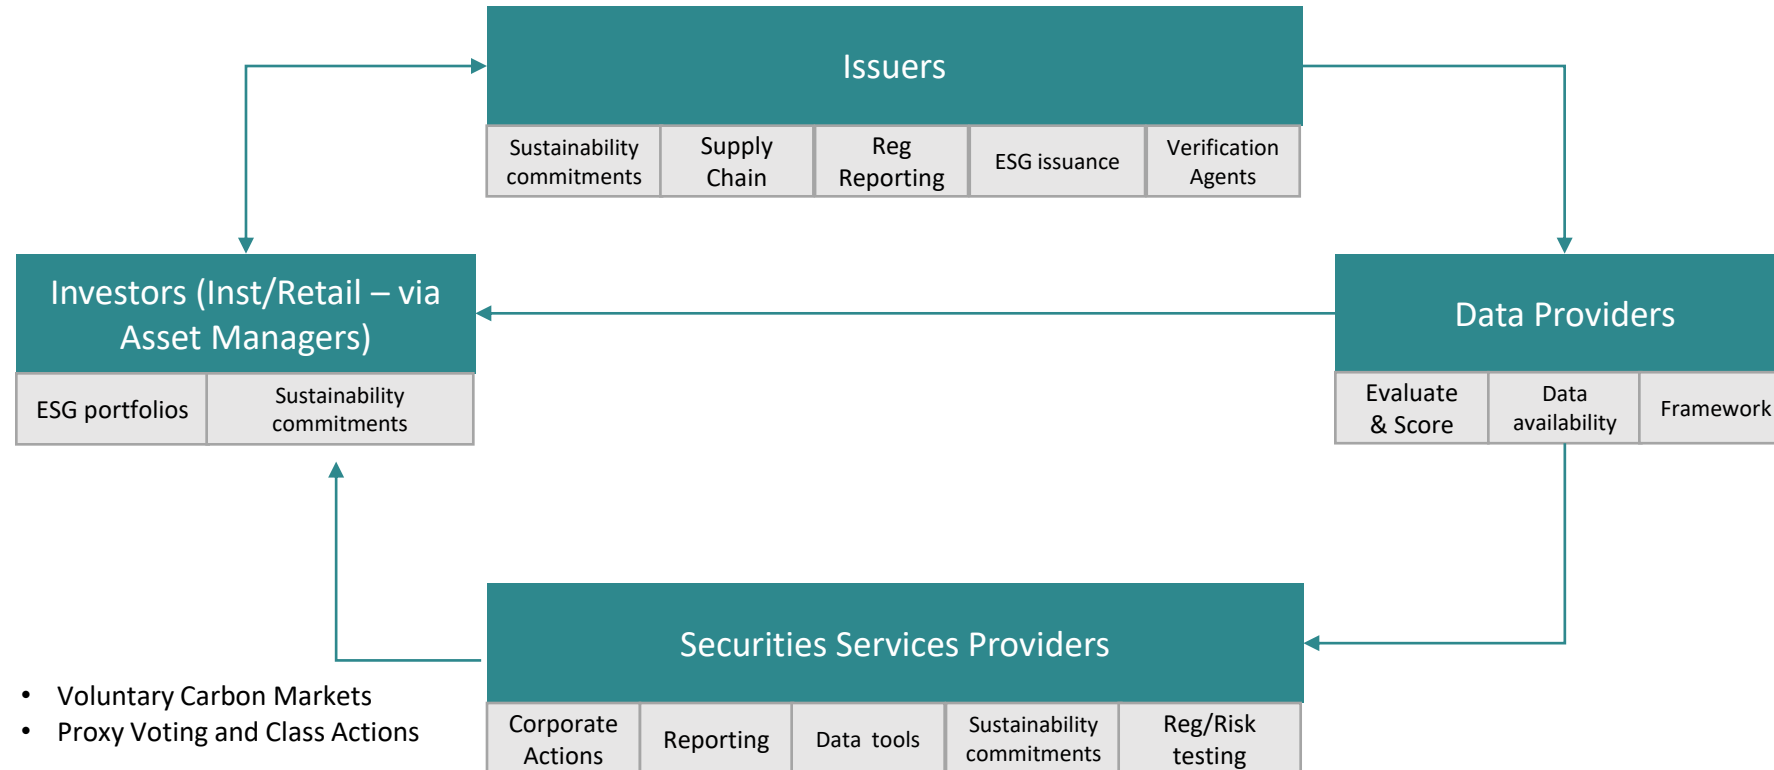 Issuers
Sustainability
commitments
Supply
Chain
Reg
Reporting
ESG issuance
Verification
Agents
Investors (Inst/Retail – via
Asset Managers)
ESG portfolios
Sustainability
commitments
Data Providers
Evaluate
& Score
Data
availability
Framework
Securities Services Providers
Corporate
Actions
Reporting
Data tools
Sustainability
commitments
Reg/Risk
testing
• Voluntary Carbon Markets
• Proxy Voting and Class Actions